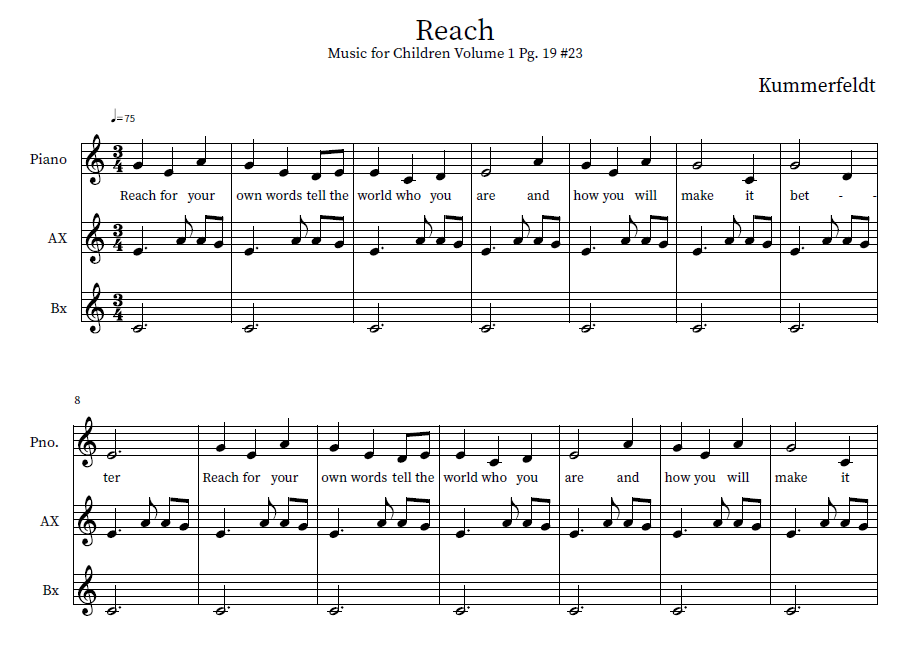 Reach
Music for Children Volume 1 Pg. 19 #23
Kummerfeldt
♩=75
Piano
3
4
Reach for your own words tell the world who you are and how you will make it bet - -
AX
3
4
Bx
3
4
8
Pno.
ter Reach for your own words tell the world who you are and how you will make it
AX
Bx